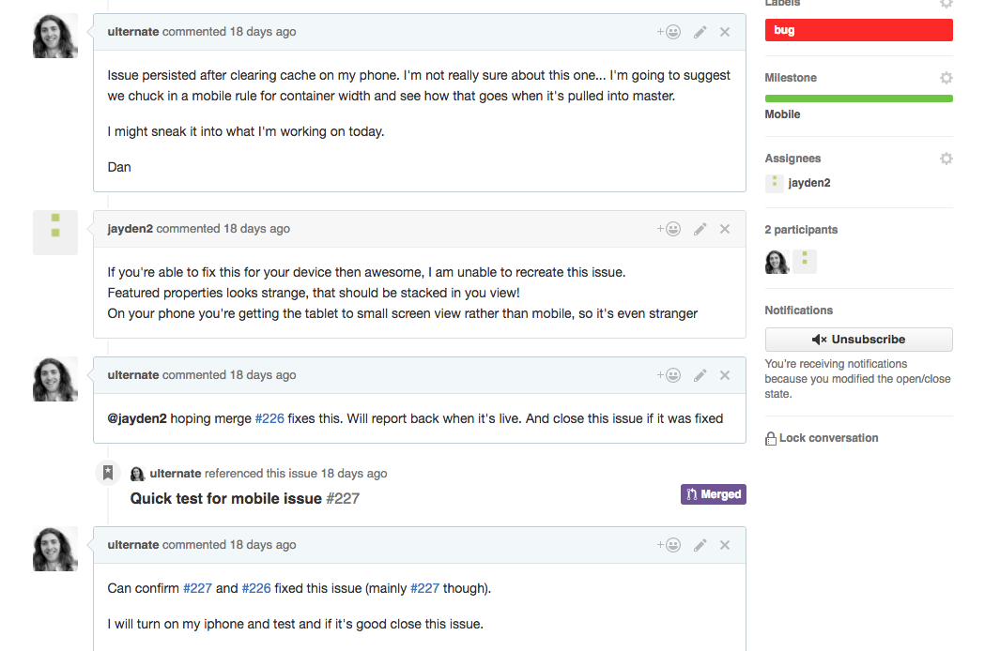 Labels
ulternate commented 18 days ago
bug
Issue persisted after clearing cache on my phone. I'm not really sure about this one... I'm going to suggest
we chuck in a mobile rule for container width and see how that goes when it's pulled into master.
I might sneak it into what I'm working on today.
Dan
Milestone
Mobile
Assignees
jayden2
jayden2 commented 18 days ago
If you're able to fix this for your device then awesome, I am unable to recreate this issue.
Featured properties looks strange, that should be stacked in you view!
On your phone you're getting the tablet to small screen view rather than mobile, so it's even stranger
2 participants
Notifications
Unsubscribe
You're receiving notifications
because you modified the open/close
state.
Lock conversation
ulternate commented 18 days ago
@jayden2 hoping merge #226 fixes this. Will report back when it's live. And close this issue if it was fixed
ulternate referenced this issue 18 days ago
Quick test for mobile issue #227
Merged
ulternate commented 18 days ago
Can confirm #227 and #226 fixed this issue (mainly #227 though).
I will turn on my iphone and test and if it's good close this issue.